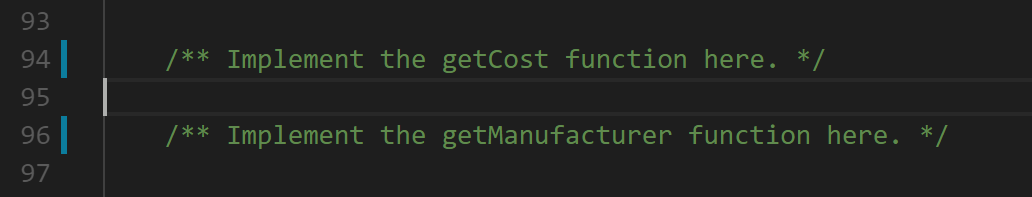 93
94 /** Implement the getCost function here. */
95
96 /** Implement the getManufacturer function here. */
97